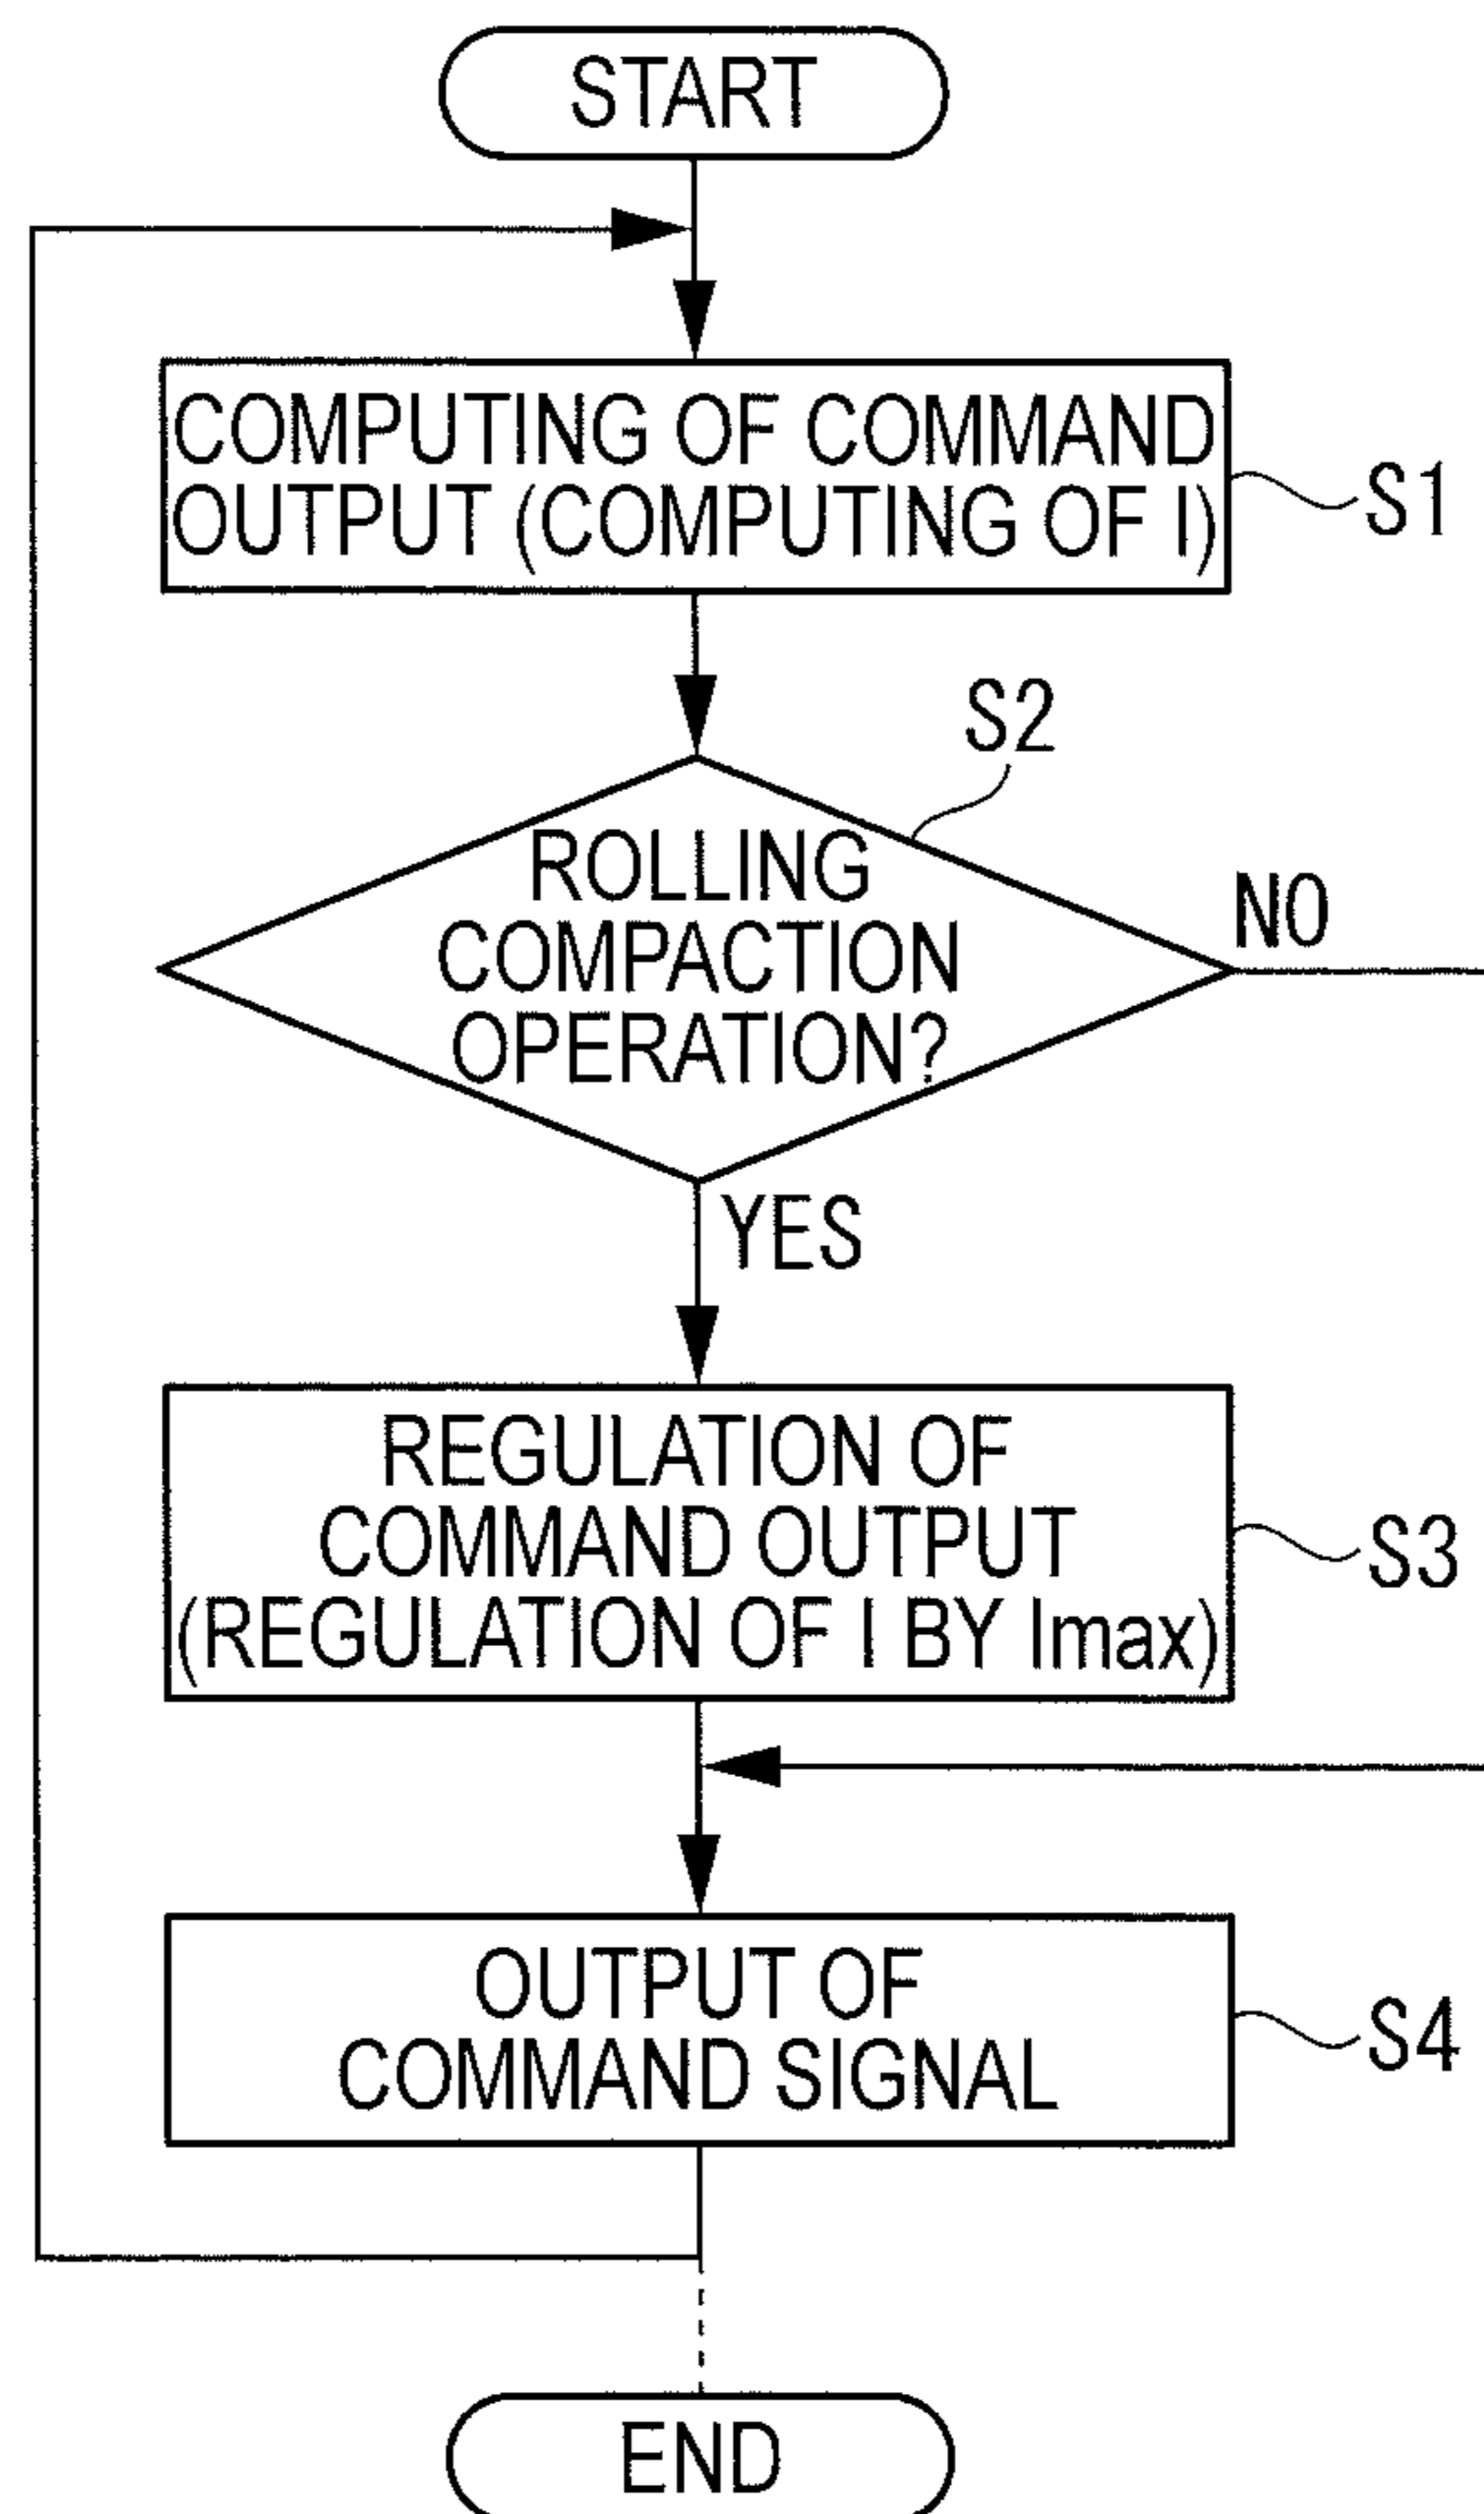 START
COMPUTING OF COMMAND
OUTPUT (COMPUTING OF I)
S1
S2
ROLLING
COMPACTION
OPERATION?
NO
YES
REGULATION OF
COMMAND OUTPUT
(REGULATION OF I BY Imax)
S3
OUTPUT OF
COMMAND SIGNAL
S4
END